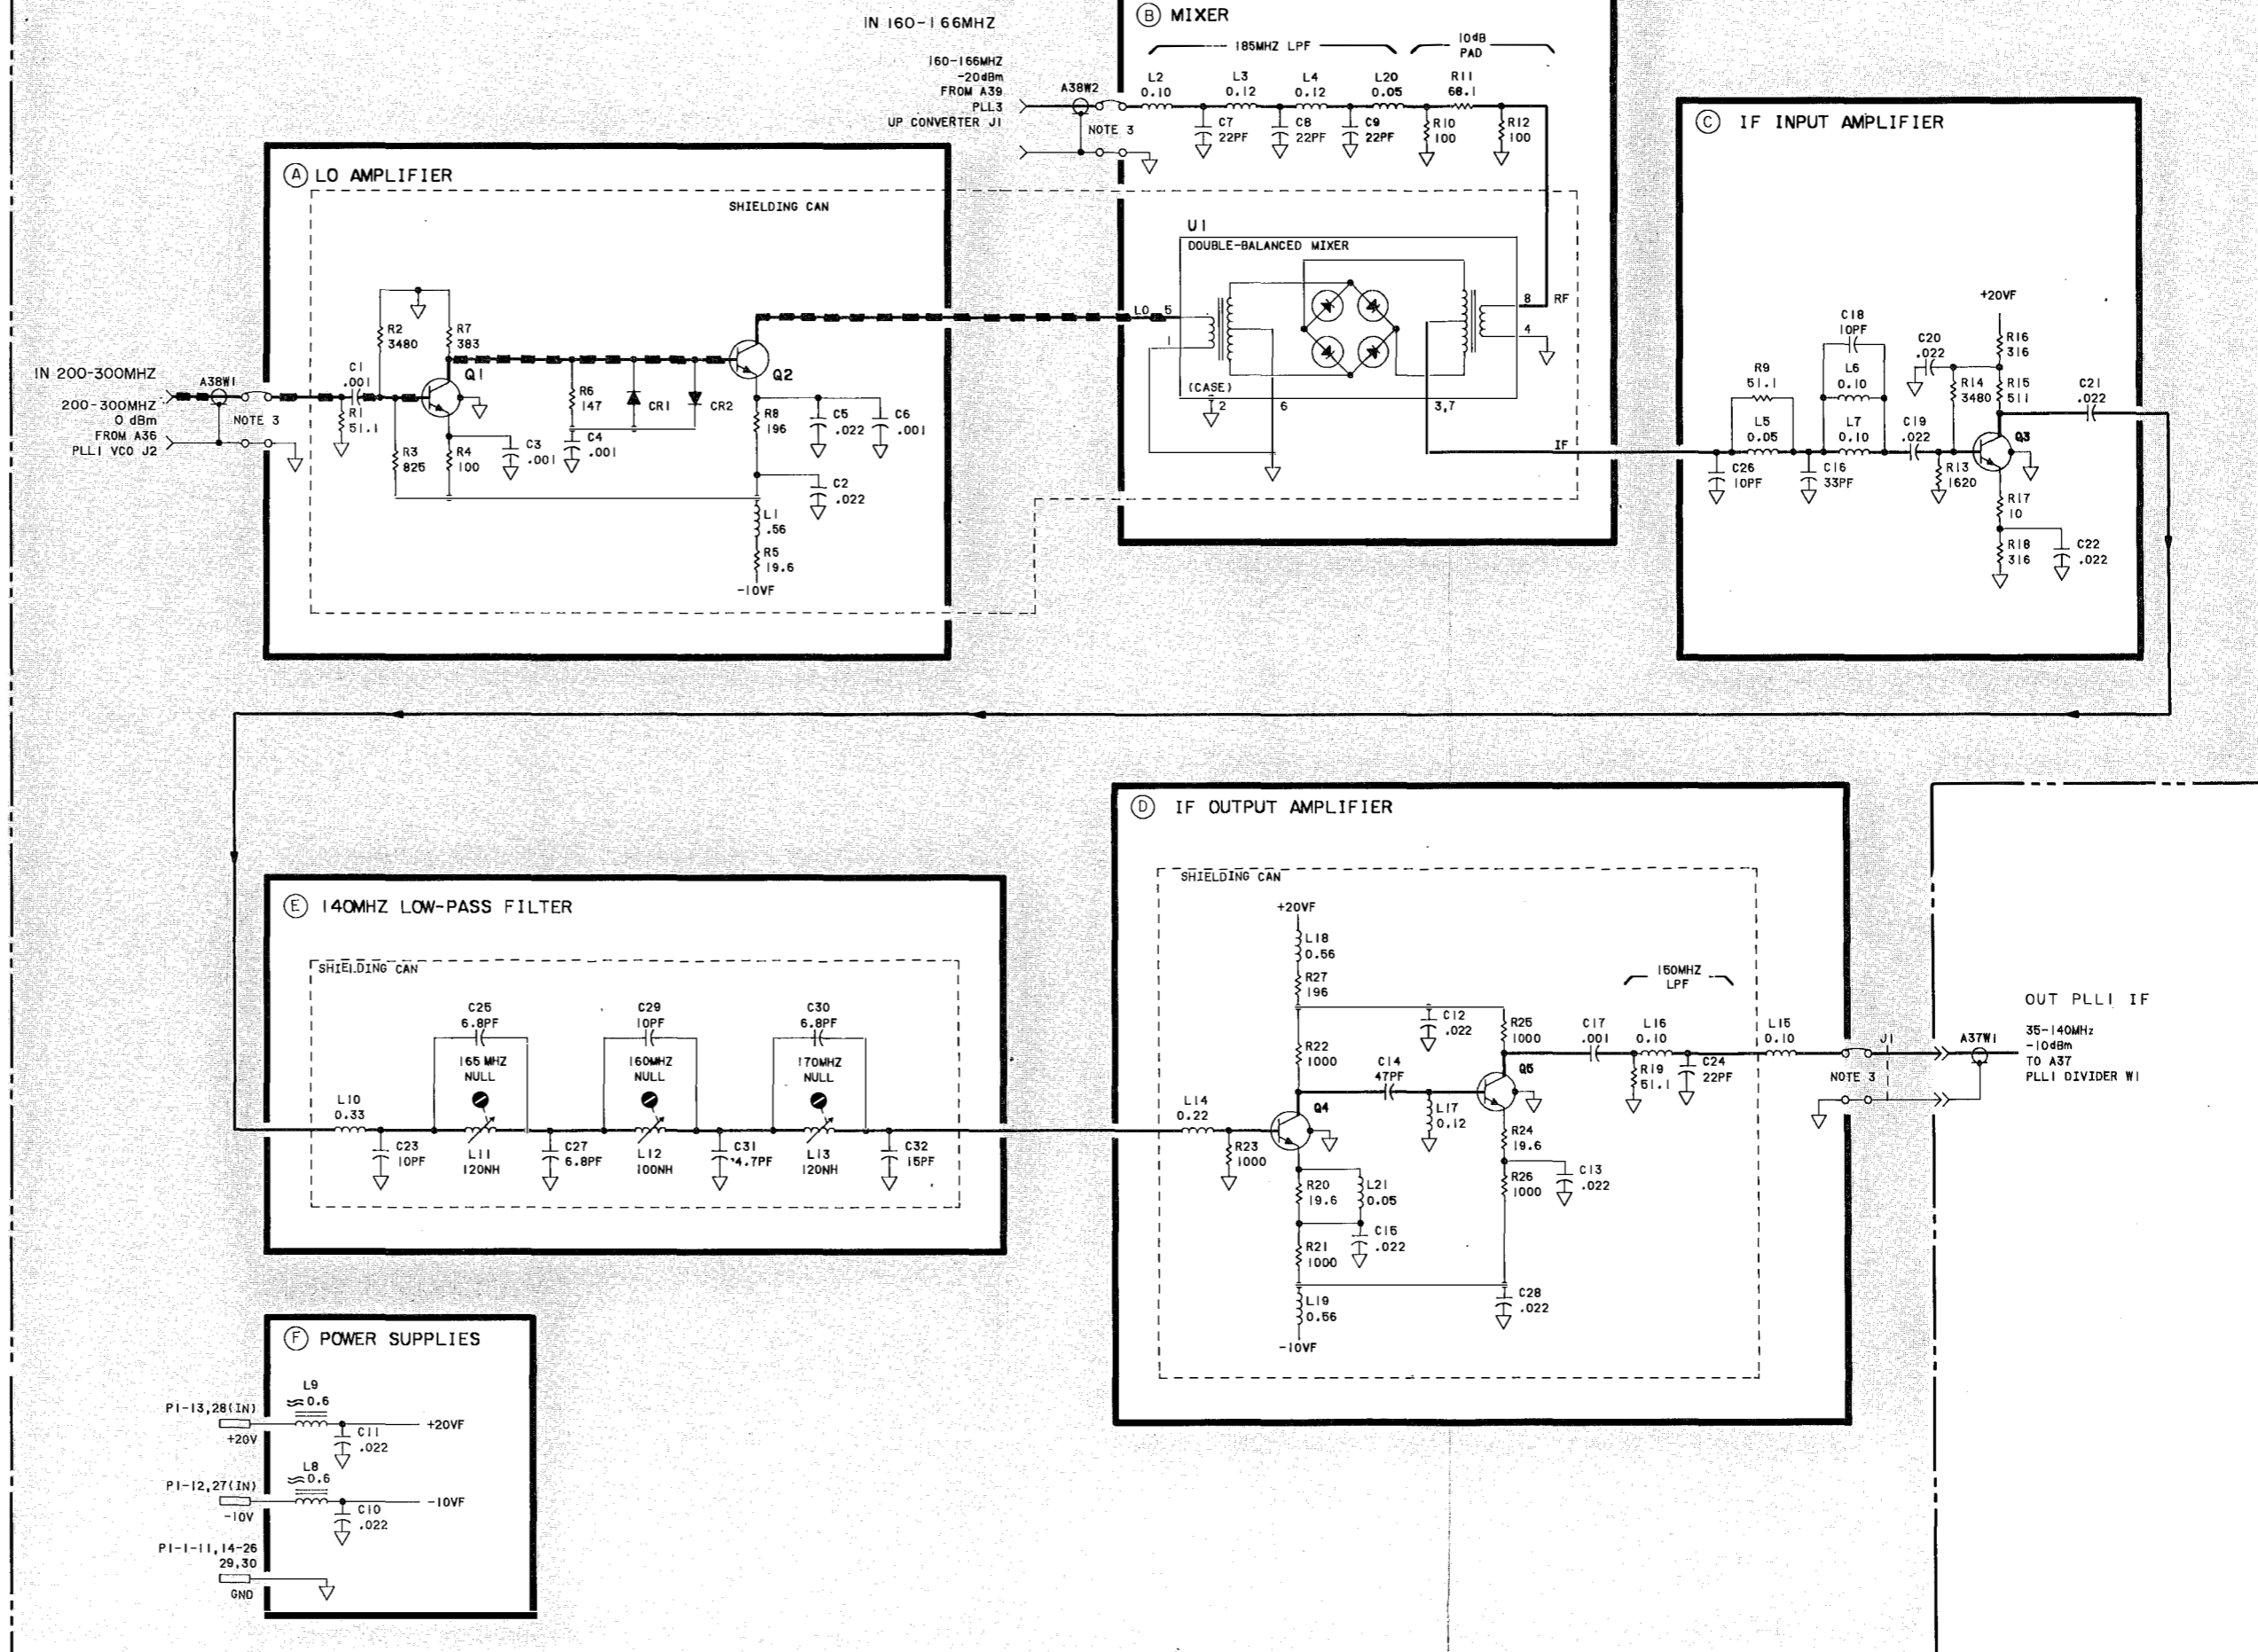 IN 160-166MHZ
160-166MHZ
-20dBm
FROM A39
PLL3
UP CONVERTER J1
A38W2
NOTE 3
B MIXER
185MHZ LPF
10dB
PAD
L2
0.10
L3
0.12
L4
0.12
L20
0.05
R11
68.1
C7
22PF
C8
22PF
C9
22PF
R10
100
R12
100
U1
DOUBLE-BALANCED MIXER
LO 5
1
(CASE)
2
6
3,7
8 RF
4
IF
A LO AMPLIFIER
SHIELDING CAN
IN 200-300MHZ
200-300MHZ
0 dBm
FROM A36
PLL1 VCO J2
A38W1
NOTE 3
C1
.001
R1
51.1
R2
3480
R7
383
Q1
R3
825
R4
100
C3
.001
R6
147
C4
.001
CR1
CR2
Q2
R8
196
C5
.022
C6
.001
C2
.022
L1
.56
R5
19.6
-10VF
C IF INPUT AMPLIFIER
+20VF
C18
10PF
C20
.022
R16
316
R9
51.1
L6
0.10
R14
3480
R15
511
C21
.022
L5
0.05
L7
0.10
C19
.022
Q3
C26
10PF
C16
33PF
R13
1620
R17
10
R18
316
C22
.022
E 140MHZ LOW-PASS FILTER
SHIELDING CAN
C25
6.8PF
C29
10PF
C30
6.8PF
165 MHZ
NULL
160MHZ
NULL
170MHZ
NULL
L10
0.33
C23
10PF
L11
120NH
C27
6.8PF
L12
100NH
C31
4.7PF
L13
120NH
C32
15PF
D IF OUTPUT AMPLIFIER
SHIELDING CAN
+20VF
L18
0.56
R27
196
C12
.022
R25
1000
R22
1000
C14
47PF
C17
.001
150MHZ
LPF
L16
0.10
L15
0.10
R19
51.1
C24
22PF
Q5
Q4
L14
0.22
R23
1000
L17
0.12
R24
19.6
R20
19.6
L21
0.05
R26
1000
C13
.022
C15
.022
R21
1000
L19
0.56
C28
.022
-10VF
J1
NOTE 3
A37W1
OUT PLL1 IF
35-140MHz
-10dBm
TO A37
PLL1 DIVIDER W1
F POWER SUPPLIES
P1-13,28(IN)
+20V
L9
≈0.6
C11
.022
+20VF
P1-12,27(IN)
-10V
L8
≈0.6
C10
.022
-10VF
P1-1-11,14-26
29,30
GND